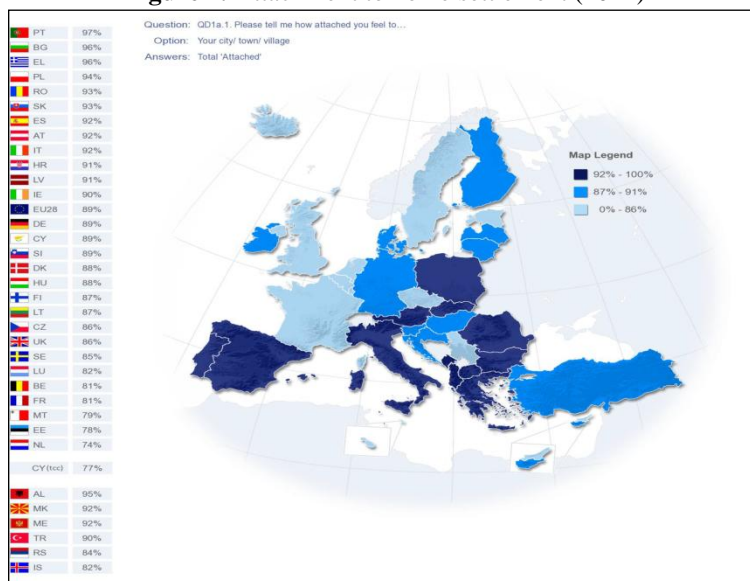 Question: QD1a.1. Please tell me how attached you feel to…
Option: Your city/ town/ village
Answers: Total 'Attached'
PT 97%
BG 96%
EL 96%
PL 94%
RO 93%
SK 93%
ES 92%
AT 92%
IT 92%
HR 91%
LV 91%
IE 90%
EU28 89%
DE 89%
CY 89%
SI 89%
DK 88%
HU 88%
FI 87%
LT 87%
CZ 86%
UK 86%
SE 85%
LU 82%
BE 81%
FR 81%
MT 79%
EE 78%
NL 74%
CY(tcc) 77%
AL 95%
MK 92%
ME 92%
TR 90%
RS 84%
IS 82%
Map Legend
92% - 100%
87% - 91%
0% - 86%